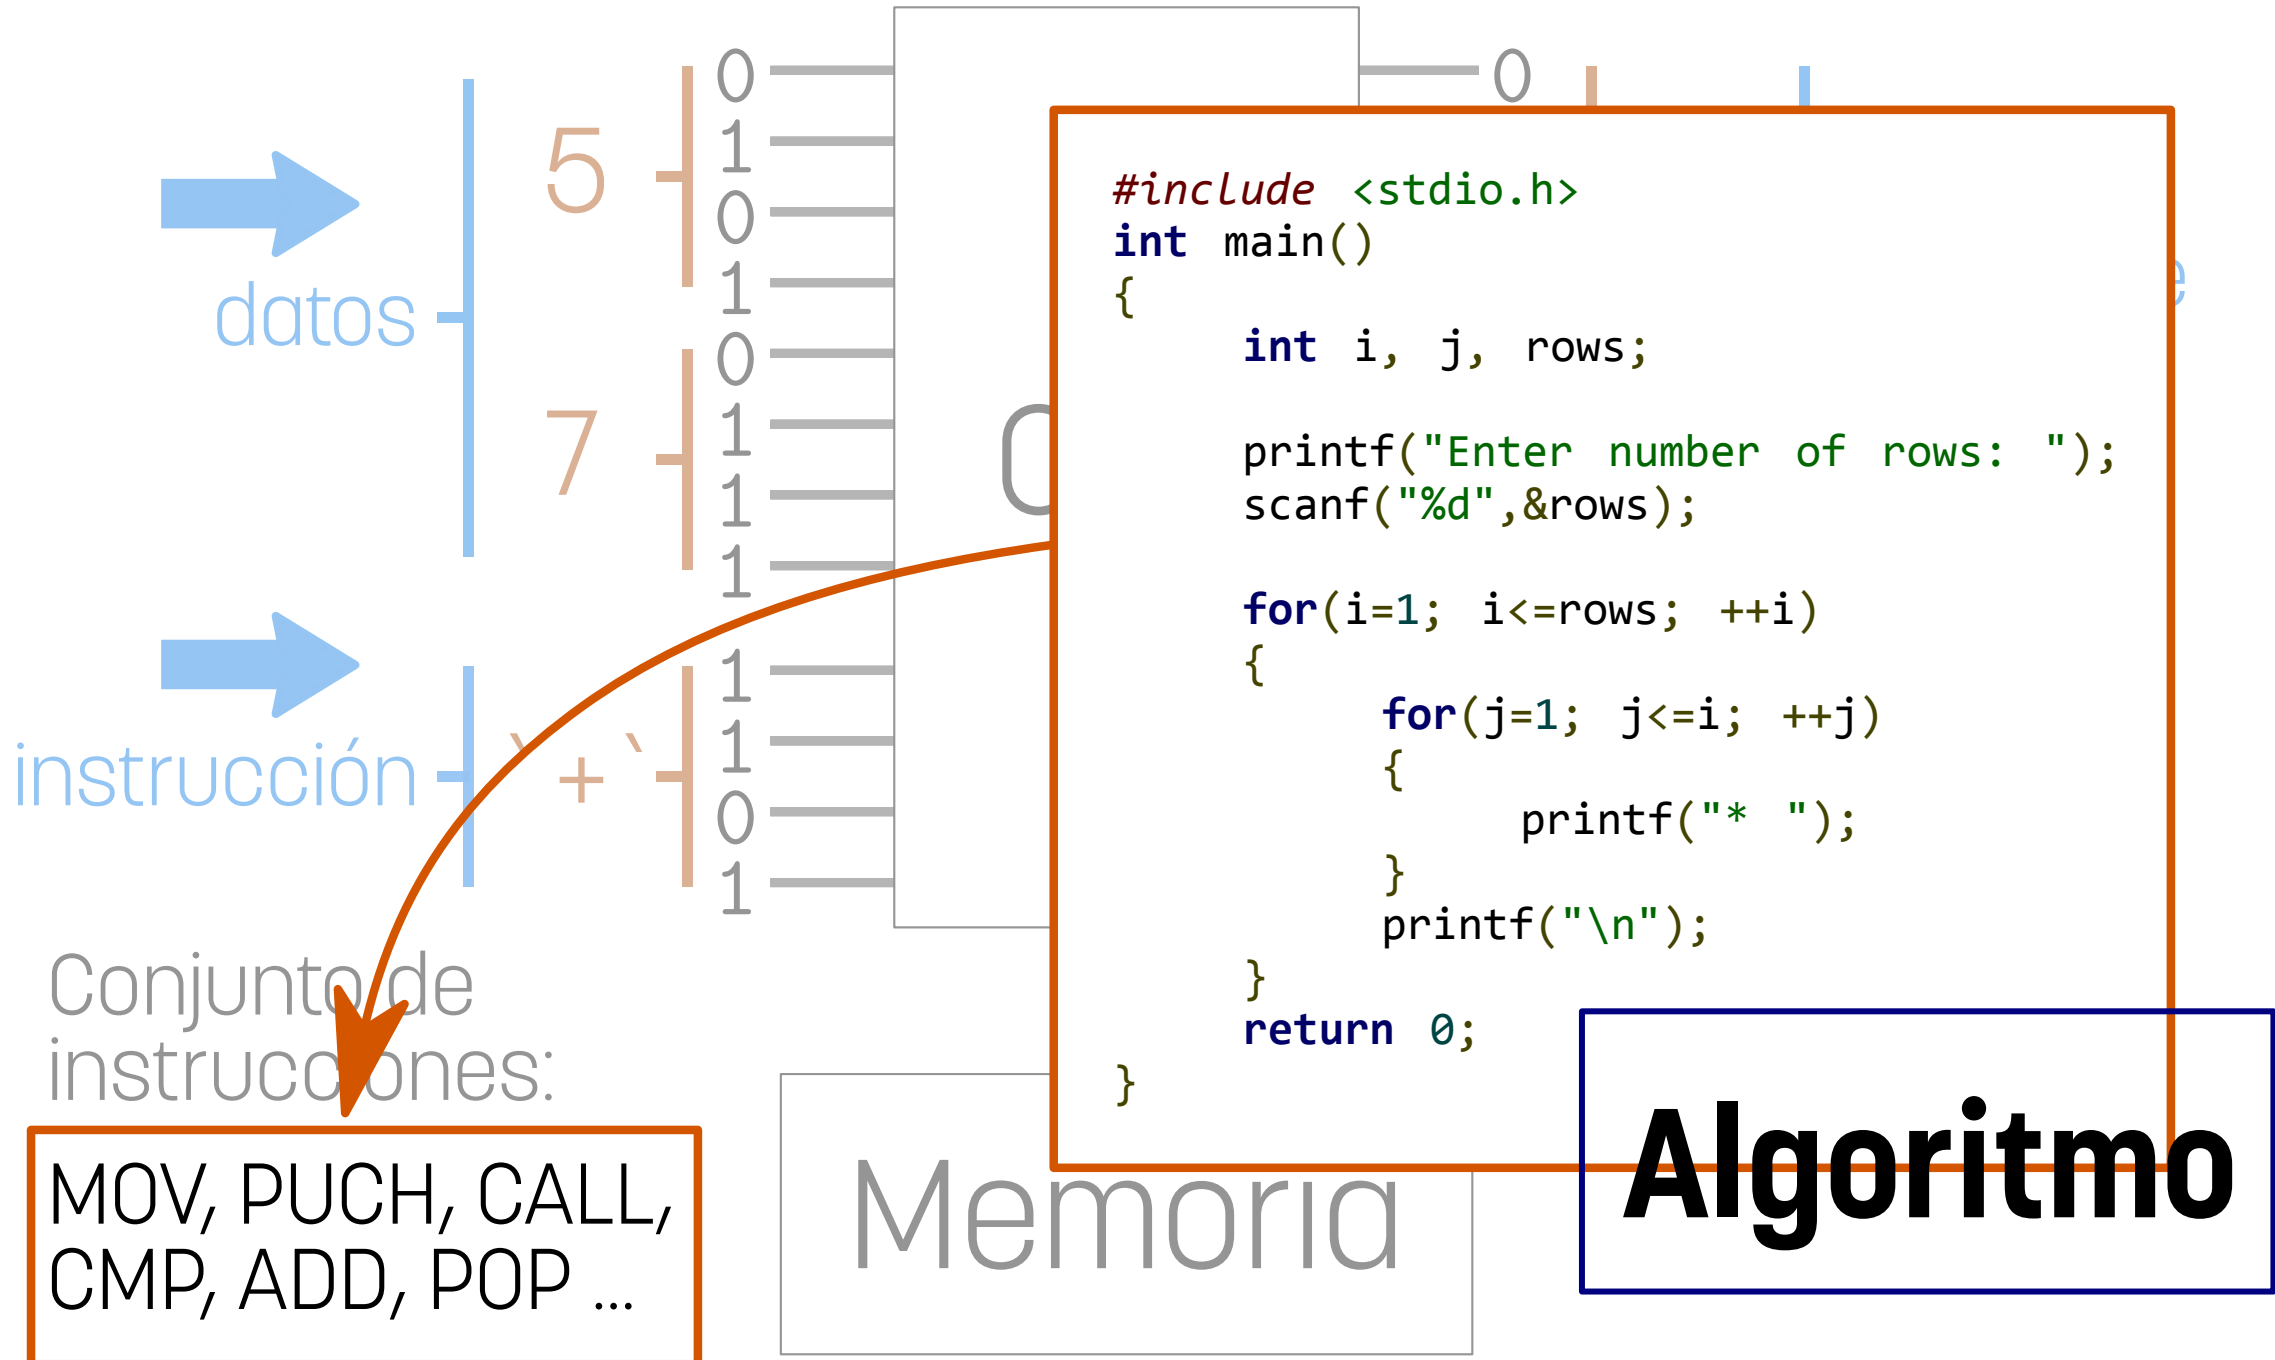 0
1
0
1
0
1
1
1
1
1
0
1
5
7
`+`
datos
instrucción
0
#include <stdio.h>
int main()
{
int i, j, rows;
printf("Enter number of rows: ");
scanf("%d",&rows);
for(i=1; i<=rows; ++i)
{
for(j=1; j<=i; ++j)
{
printf("* ");
}
printf("\n");
}
return 0;
}
Conjunto de
instrucciones:
MOV, PUCH, CALL,
CMP, ADD, POP ...
Memoria
Algoritmo